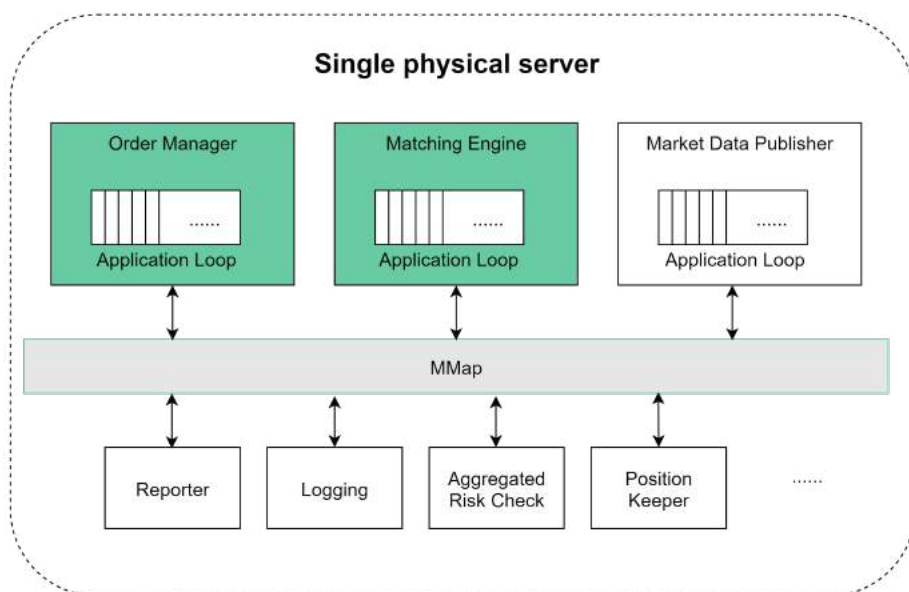 Single physical server
Order Manager
Matching Engine
Market Data Publisher
......
......
......
Application Loop
Application Loop
Application Loop
MMap
Reporter
Logging
Aggregated
Risk Check
Position
Keeper
......